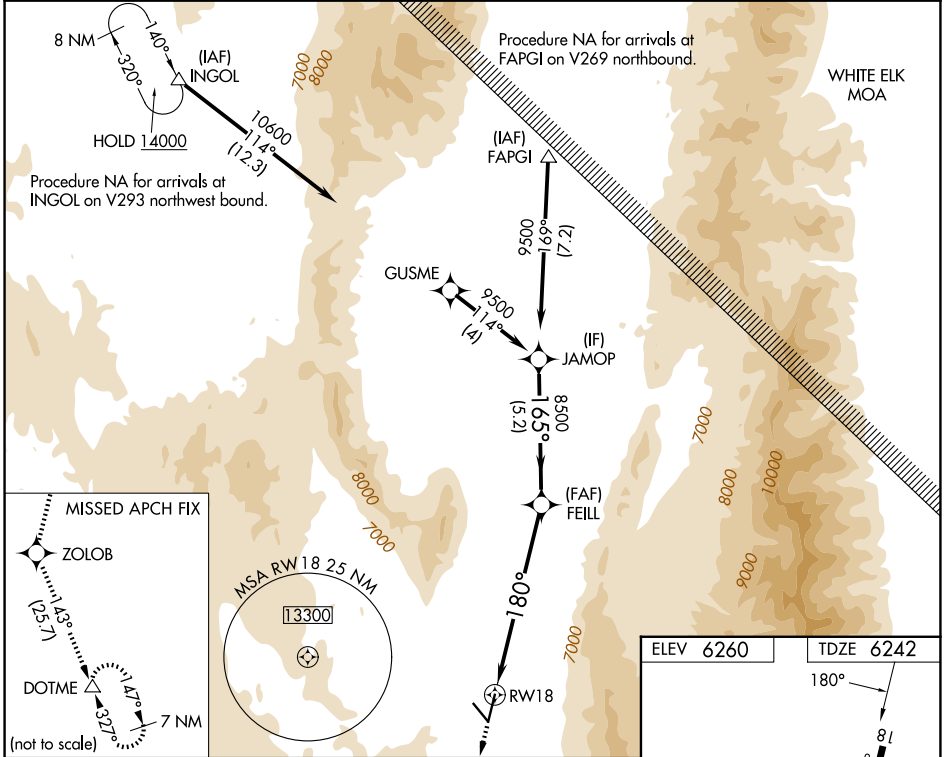 8 NM
140°
320°
(IAF)
INGOL
HOLD 14000
10600
114°
(12.3)
Procedure NA for arrivals at
INGOL on V293 northwest bound.
7000
8000
Procedure NA for arrivals at
FAPGI on V269 northbound.
WHITE ELK
MOA
(IAF)
FAPGI
9500
169°
(7.2)
GUSME
9500
114°
(4)
(IF)
JAMOP
8500
165°
(5.2)
(FAF)
FEILL
180°
RW18
7000
8000
10000
9000
7000
8000
7000
MISSED APCH FIX
ZOLOB
143°
(25.7)
DOTME
147°
327°
7 NM
(not to scale)
MSA RW18 25 NM
13300
ELEV 6260
TDZE 6242
180°
18